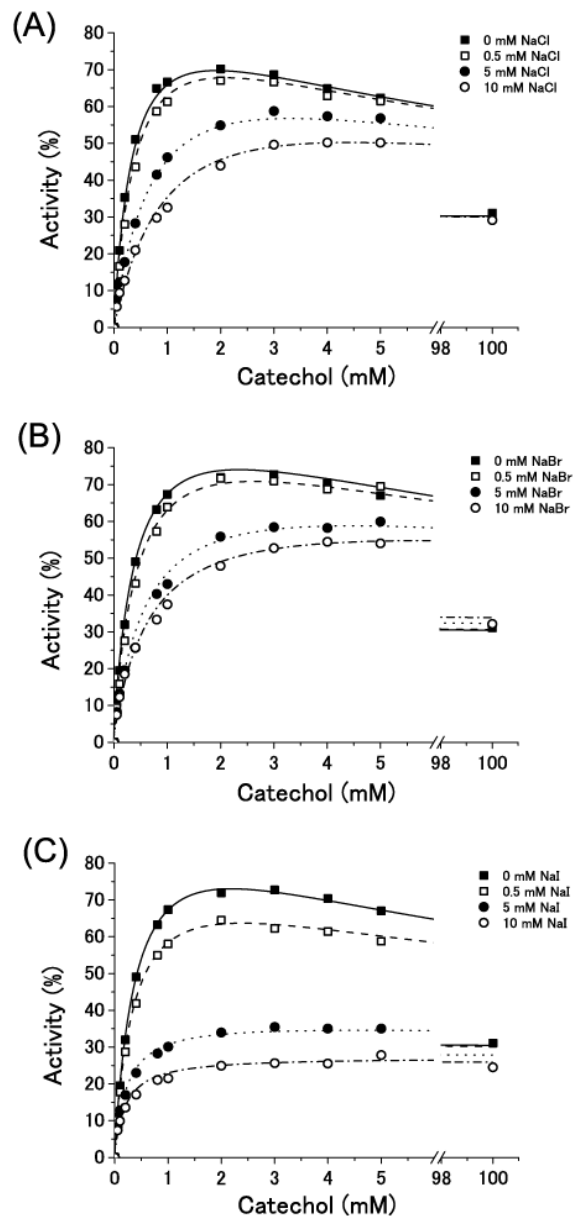 (A)
80
70
60
50
40
30
20
10
0
Activity (%)
0 mM NaCl
0.5 mM NaCl
5 mM NaCl
10 mM NaCl
0 1 2 3 4 5 98 100
Catechol (mM)
(B)
80
70
60
50
40
30
20
10
0
Activity (%)
0 mM NaBr
0.5 mM NaBr
5 mM NaBr
10 mM NaBr
0 1 2 3 4 5 98 100
Catechol (mM)
(C)
80
70
60
50
40
30
20
10
0
Activity (%)
0 mM NaI
0.5 mM NaI
5 mM NaI
10 mM NaI
0 1 2 3 4 5 98 100
Catechol (mM)